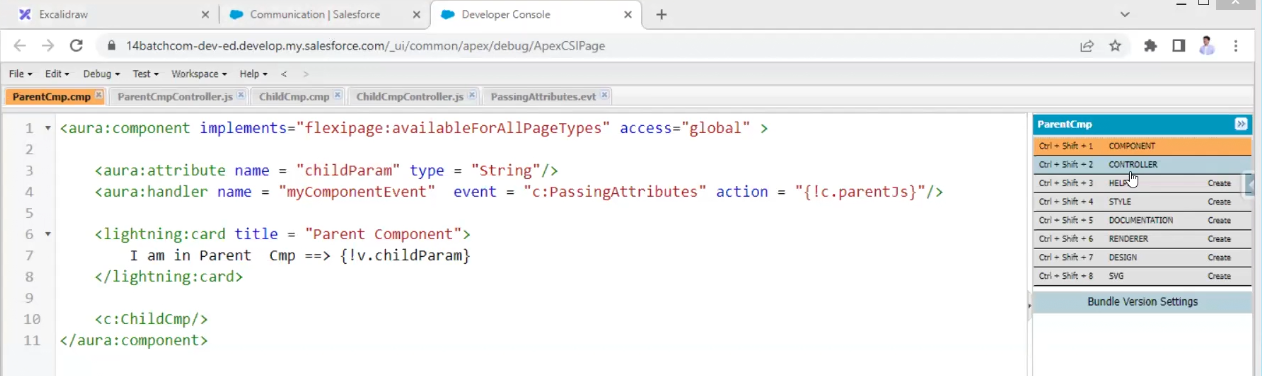 Excalidraw
Communication | Salesforce
Developer Console
14batchcom-dev-ed.develop.my.salesforce.com/_ui/common/apex/debug/ApexCSIPage
File Edit Debug Test Workspace Help < >
ParentCmp.cmp ParentCmpController.js ChildCmp.cmp ChildCmpController.js PassingAttributes.evt
1 <aura:component implements="flexipage:availableForAllPageTypes" access="global" >
2
3 <aura:attribute name = "childParam" type = "String"/>
4 <aura:handler name = "myComponentEvent"  event = "c:PassingAttributes" action = "{!c.parentJs}"/>
5
6 <lightning:card title = "Parent Component">
7 I am in Parent  Cmp ==> {!v.childParam}
8 </lightning:card>
9
10 <c:ChildCmp/>
11 </aura:component>
ParentCmp
Ctrl + Shift + 1 COMPONENT
Ctrl + Shift + 2 CONTROLLER
Ctrl + Shift + 3 HELPER Create
Ctrl + Shift + 4 STYLE Create
Ctrl + Shift + 5 DOCUMENTATION Create
Ctrl + Shift + 6 RENDERER Create
Ctrl + Shift + 7 DESIGN Create
Ctrl + Shift + 8 SVG Create
Bundle Version Settings